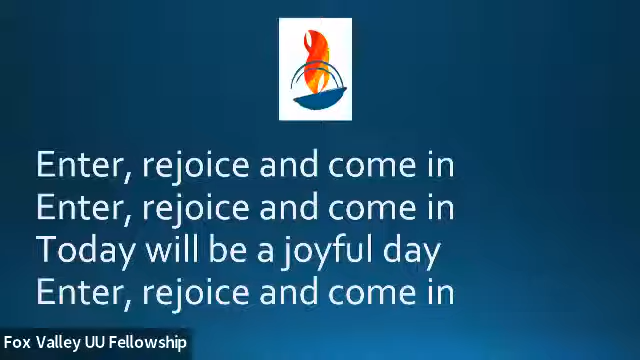 Enter, rejoice and come in
Enter, rejoice and come in
Today will be a joyful day
Enter, rejoice and come in
Fox Valley UU Fellowship